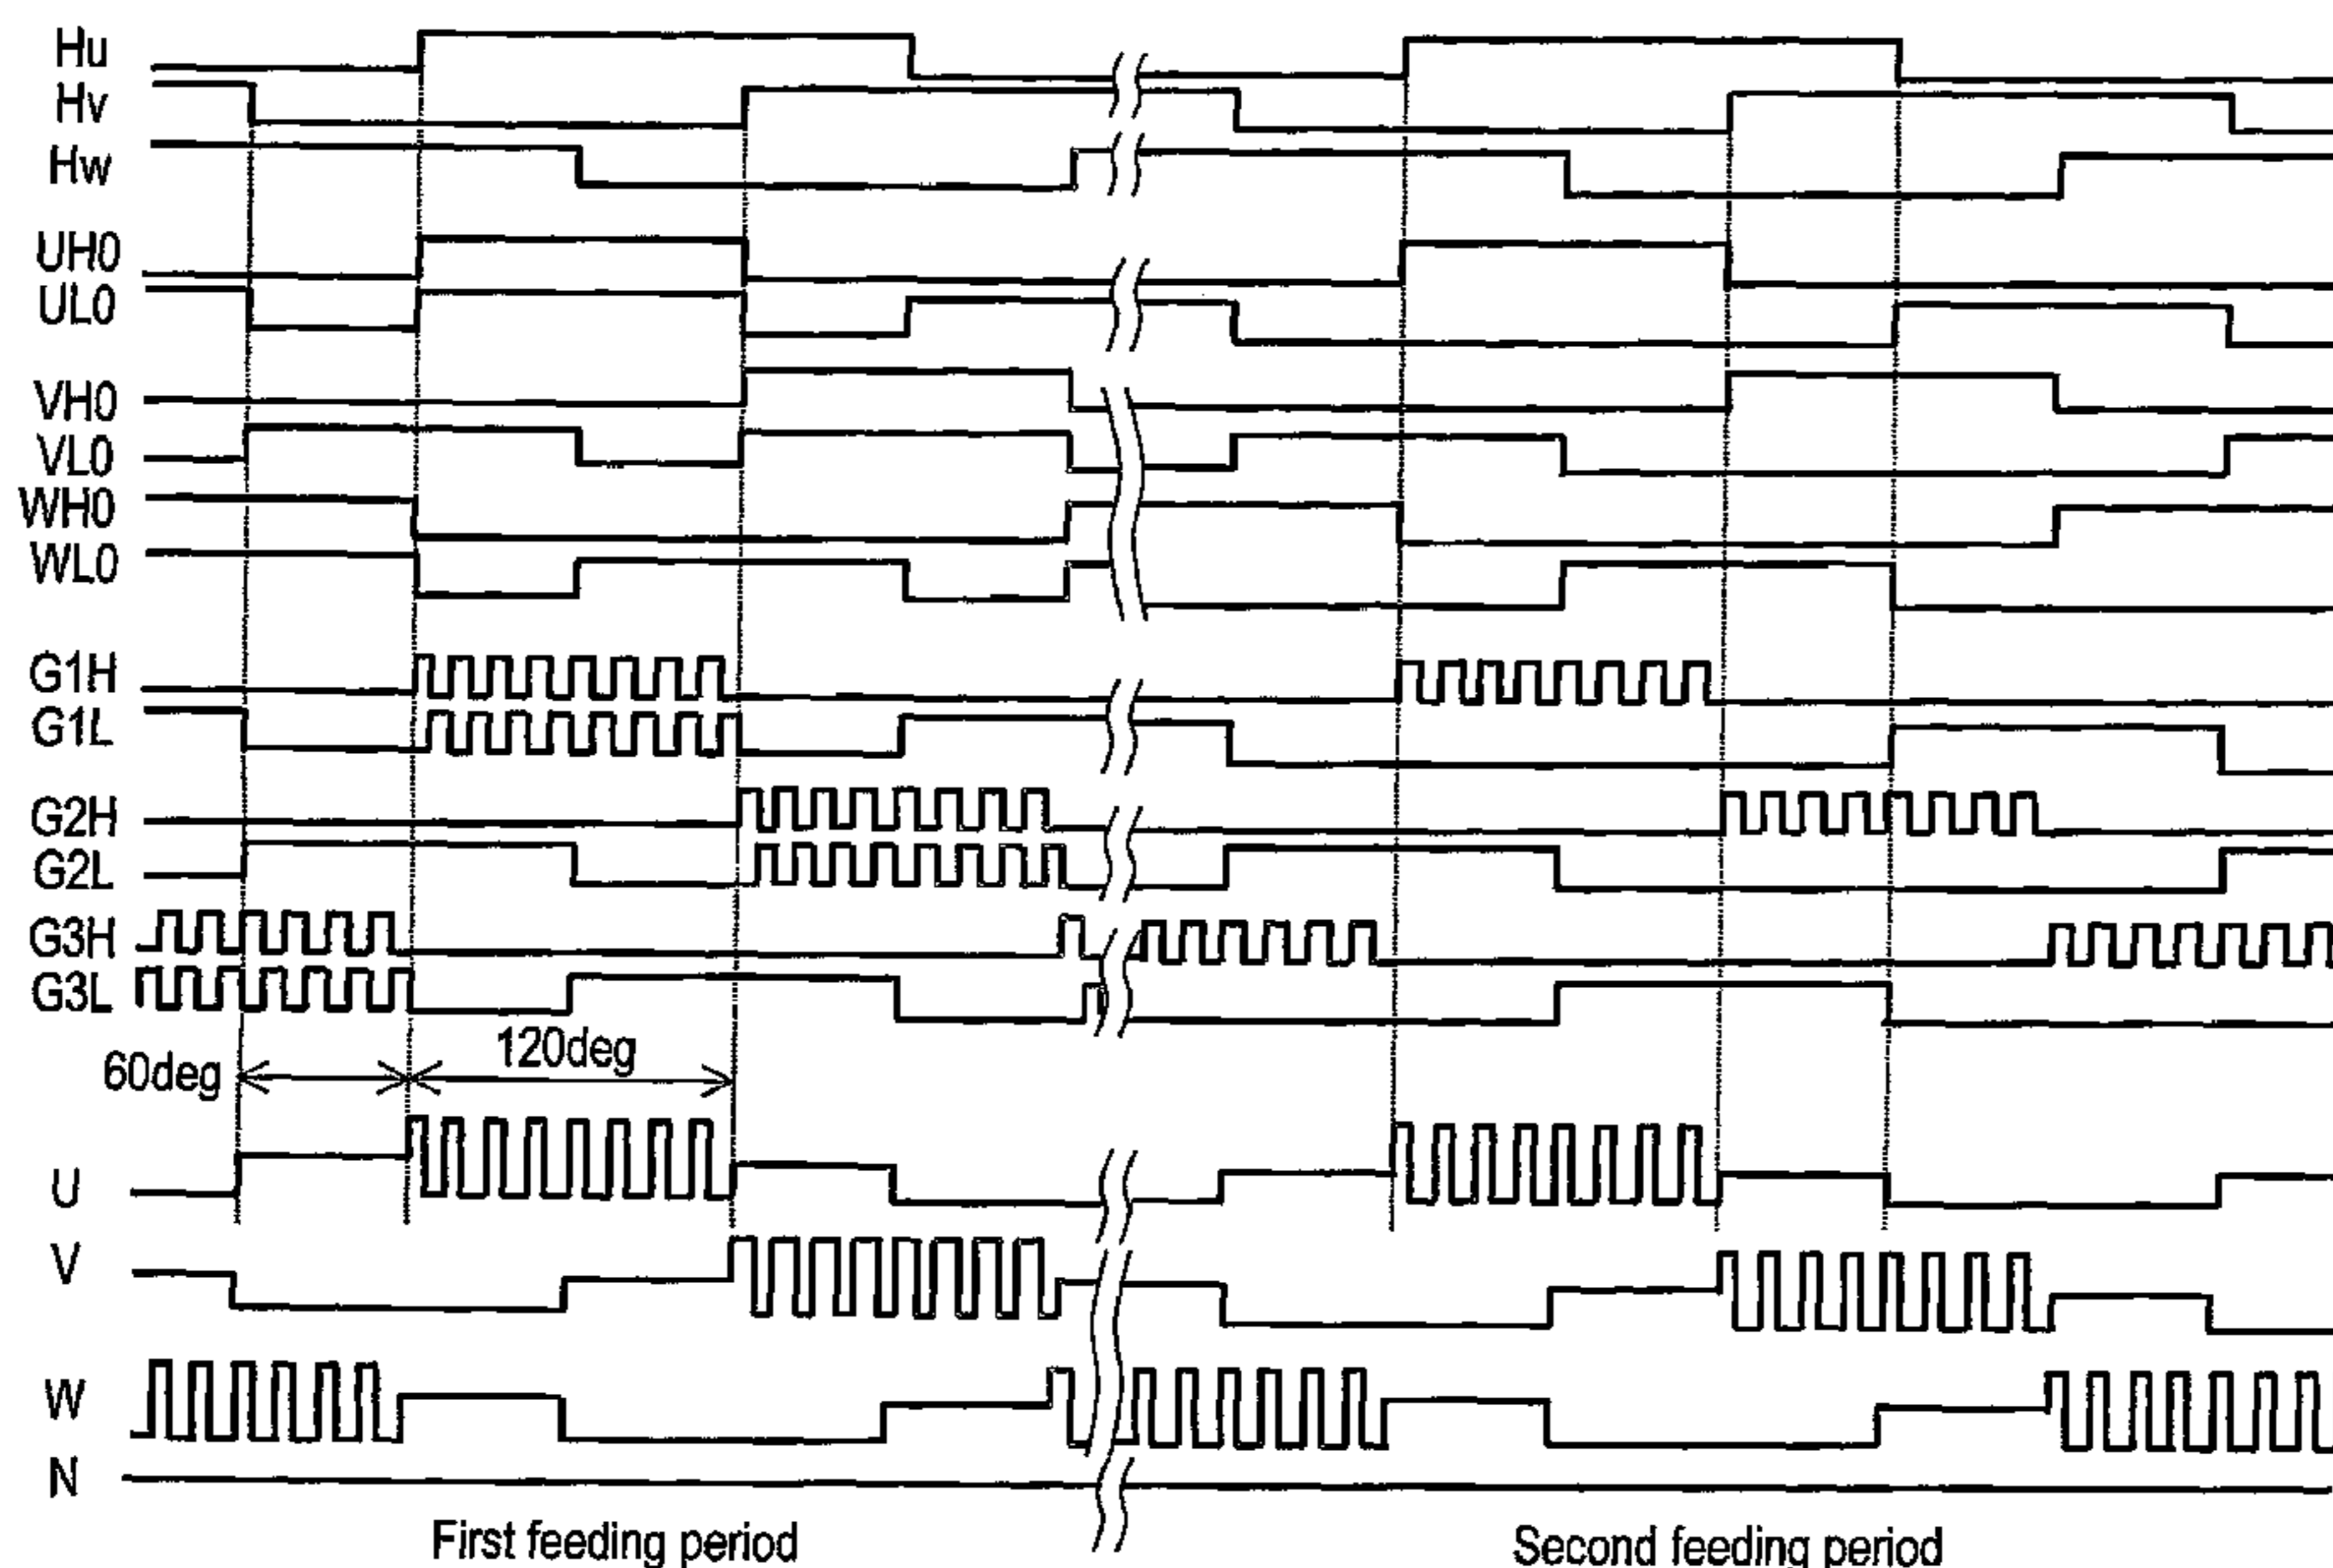 Hu
Hv
Hw
UH0
UL0
VH0
VL0
WH0
WL0
G1H
G1L
G2H
G2L
G3H
G3L
60deg
120deg
U
V
W
N
First feeding period
Second feeding period